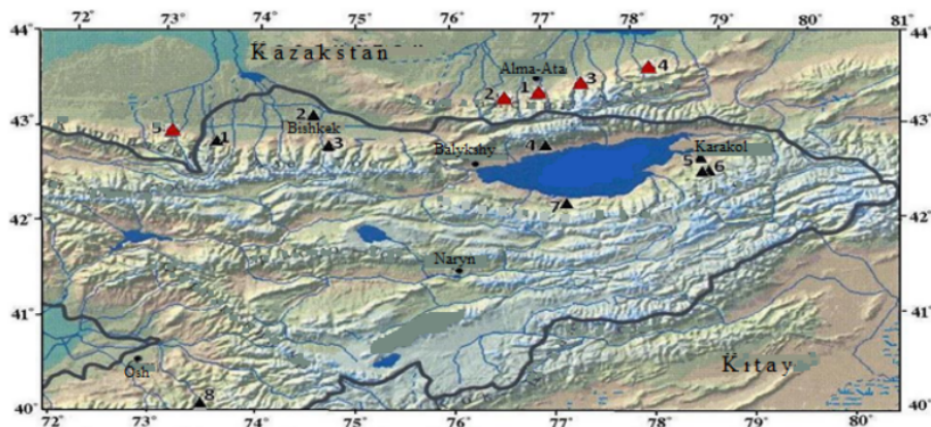 72° 73° 74° 75° 76° 77° 78° 79° 80° 81°
Kazakstan
44°
Alma-Ata
4
3
1
2
43° 5 1 2 43°
Bishkek 3
4 Karakol
Balykshy 5 6
42° 7 42°
Naryn
41° 41°
Kıtay
Osh
8
40° 40°
72° 73° 74° 75° 76° 77° 78° 79° 80°